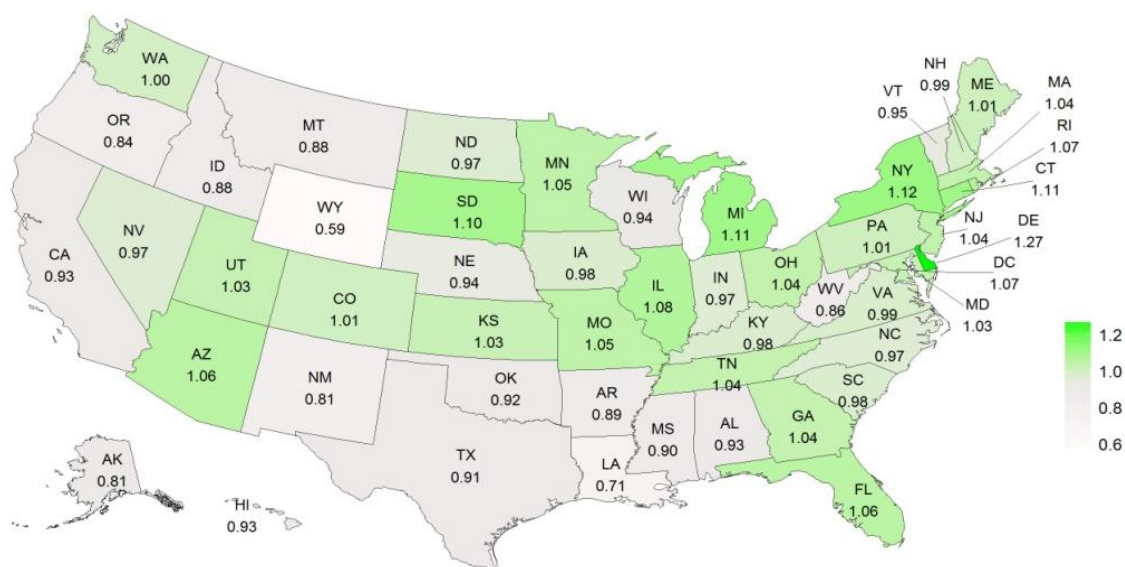 WA
1.00
OR
0.84
ID
0.88
MT
0.88
ND
0.97
MN
1.05
WI
0.94
SD
1.10
WY
0.59
NV
0.97
CA
0.93
UT
1.03
CO
1.01
NE
0.94
IA
0.98
KS
1.03
MO
1.05
IL
1.08
IN
0.97
MI
1.11
OH
1.04
KY
0.98
WV
0.86
VA
0.99
PA
1.01
NY
1.12
VT
0.95
NH
0.99
ME
1.01
MA
1.04
RI
1.07
CT
1.11
NJ
1.04
DE
1.27
DC
1.07
MD
1.03
NC
0.97
SC
0.98
TN
1.04
GA
1.04
AL
0.93
MS
0.90
AR
0.89
LA
0.71
OK
0.92
TX
0.91
NM
0.81
AZ
1.06
AK
0.81
HI
0.93
FL
1.06
1.2
1.0
0.8
0.6